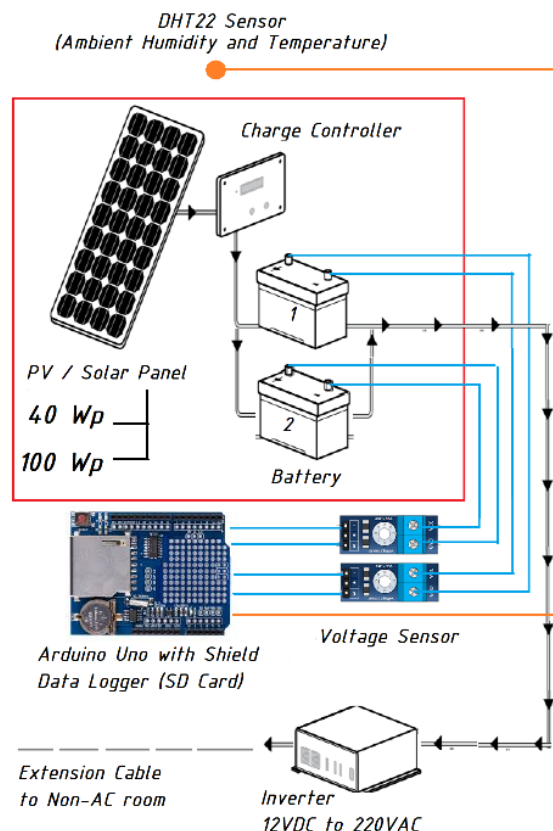 DHT22 Sensor
(Ambient Humidity and Temperature)
Charge Controller
1
PV / Solar Panel
40 Wp
100 Wp
2
Battery
Voltage Sensor
Arduino Uno with Shield
Data Logger (SD Card)
Extension Cable
to Non-AC room
Inverter
12VDC to 220VAC